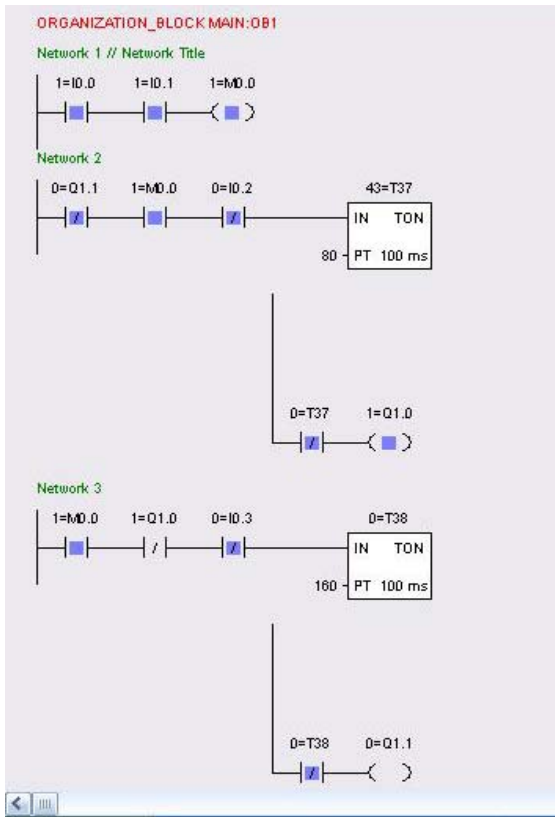 ORGANIZATION_BLOCK MAIN:OB1
Network 1 // Network Title
1=I0.0 1=I0.1 1=M0.0
Network 2
0=Q1.1 1=M0.0 0=I0.2 43=T37
/ / IN TON
80 PT 100 ms
0=T37 1=Q1.0
/
Network 3
1=M0.0 1=Q1.0 0=I0.3 0=T38
/ / IN TON
160 PT 100 ms
0=T38 0=Q1.1
/